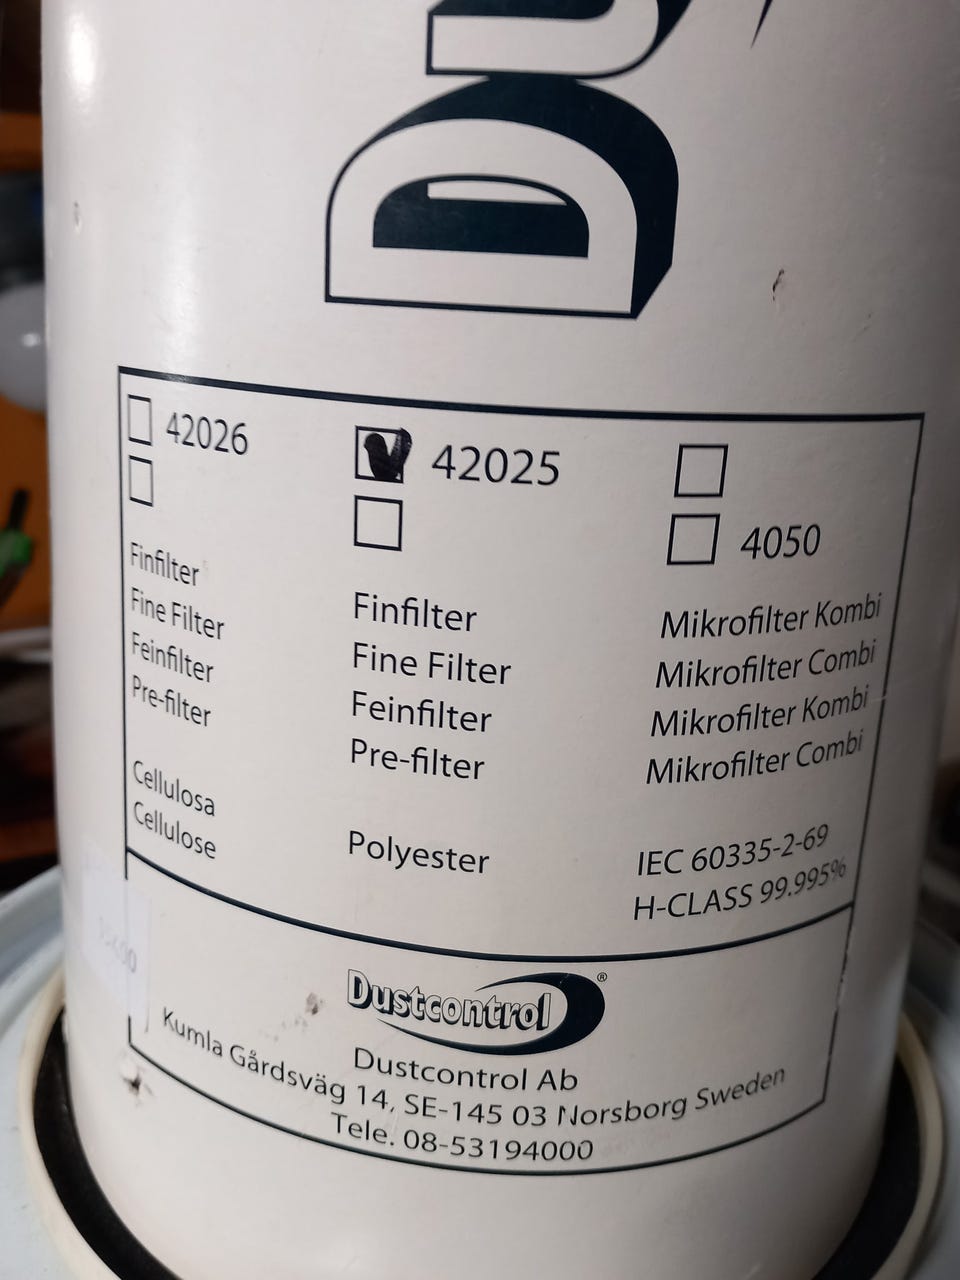 Du
42026
42025
4050
Finfilter
Fine Filter
Feinfilter
Pre-filter
Cellulosa
Cellulose
Finfilter
Fine Filter
Feinfilter
Pre-filter
Polyester
Mikrofilter Kombi
Mikrofilter Combi
Mikrofilter Kombi
Mikrofilter Combi
IEC 60335-2-69
H-CLASS 99.995%
Dustcontrol®
Dustcontrol Ab
Kumla Gårdsväg 14, SE-145 03 Norsborg Sweden
Tele. 08-53194000